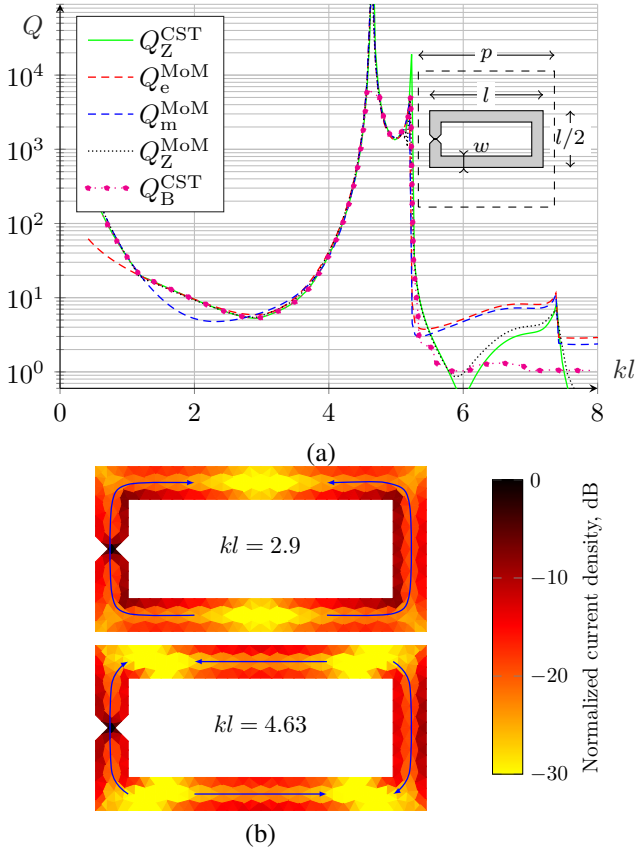 Q
10^4
10^3
10^2
10^1
10^0
0
2
4
6
8
kl
Q_Z^CST
Q_e^MoM
Q_m^MoM
Q_Z^MoM
Q_B^CST
p
l
l/2
w
(a)
kl = 2.9
kl = 4.63
0
−10
−20
−30
Normalized current density, dB
(b)